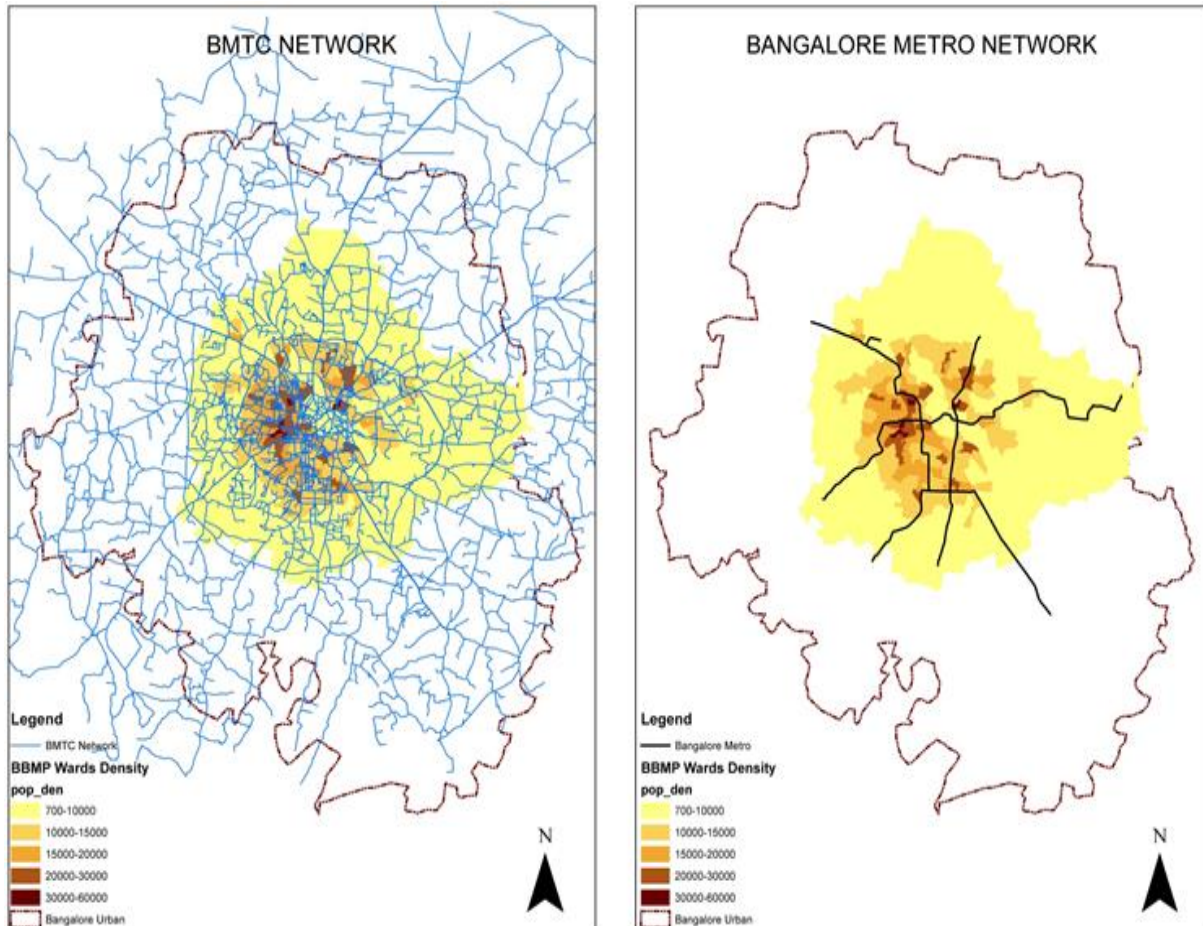 BMTC NETWORK
Legend
BMTC Network
BBMP Wards Density
pop_den
700-10000
10000-15000
15000-20000
20000-30000
30000-60000
Bangalore Urban
N
BANGALORE METRO NETWORK
Legend
Bangalore Metro
BBMP Wards Density
pop_den
700-10000
10000-15000
15000-20000
20000-30000
30000-60000
Bangalore Urban
N